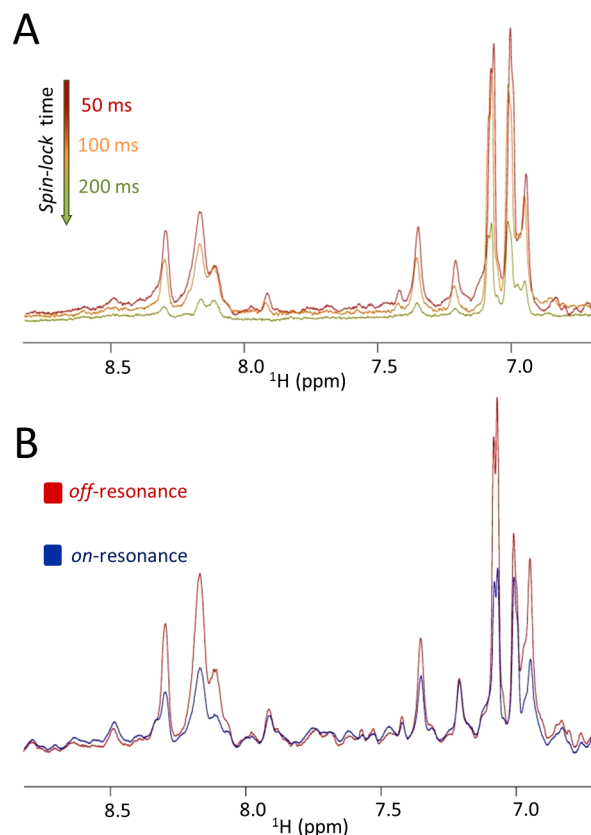 A
Spin-lock time
50 ms
100 ms
200 ms
8.5 8.0 7.5 7.0
¹H (ppm)
B
off-resonance
on-resonance
8.5 8.0 7.5 7.0
¹H (ppm)